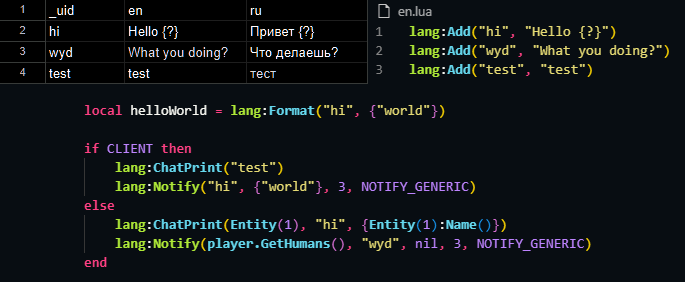 1 _uid en ru
2 hi Hello {?} Привет {?}
3 wyd What you doing? Что делаешь?
4 test test тест
en.lua
1 lang:Add("hi", "Hello {?}")
2 lang:Add("wyd", "What you doing?")
3 lang:Add("test", "test")
local helloWorld = lang:Format("hi", {"world"})
if CLIENT then
lang:ChatPrint("test")
lang:Notify("hi", {"world"}, 3, NOTIFY_GENERIC)
else
lang:ChatPrint(Entity(1), "hi", {Entity(1):Name()})
lang:Notify(player.GetHumans(), "wyd", nil, 3, NOTIFY_GENERIC)
end